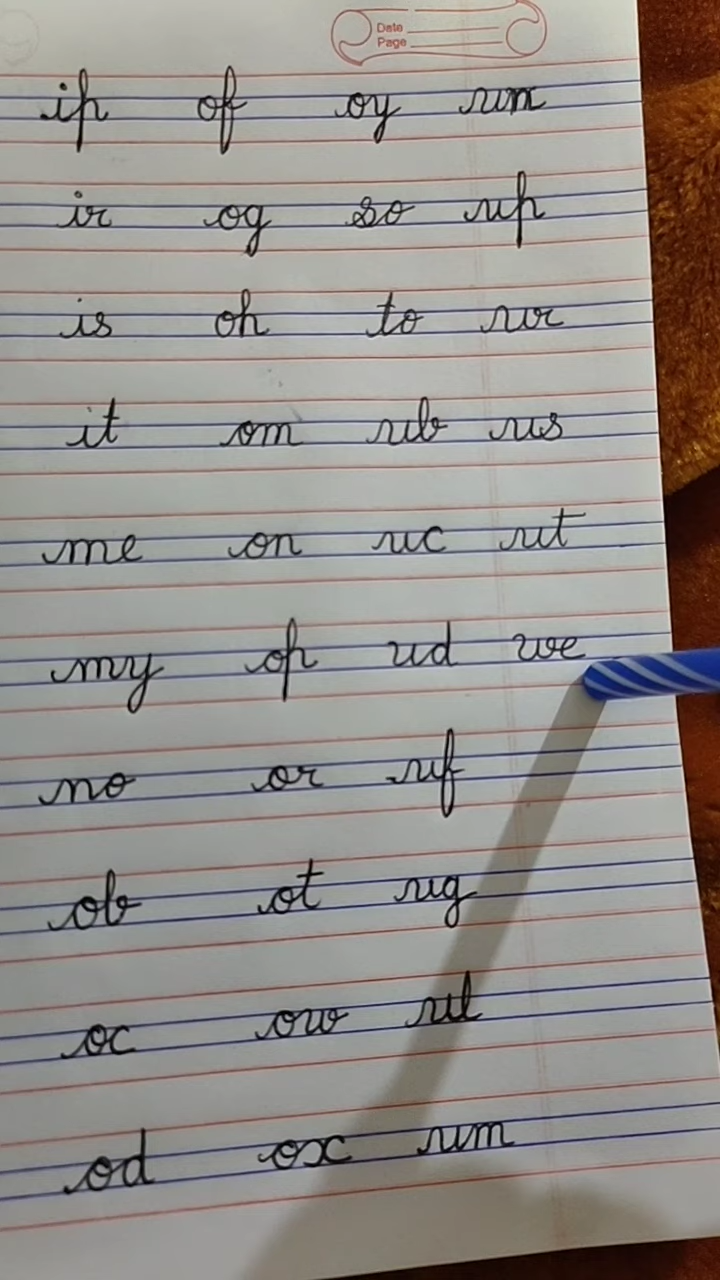 Date
Page
ip of oy un
ir og so up
is oh to ur
it om ub us
me on uc ut
my op ud we
no or uf
ob ot ug
oc ow ul
od ox um